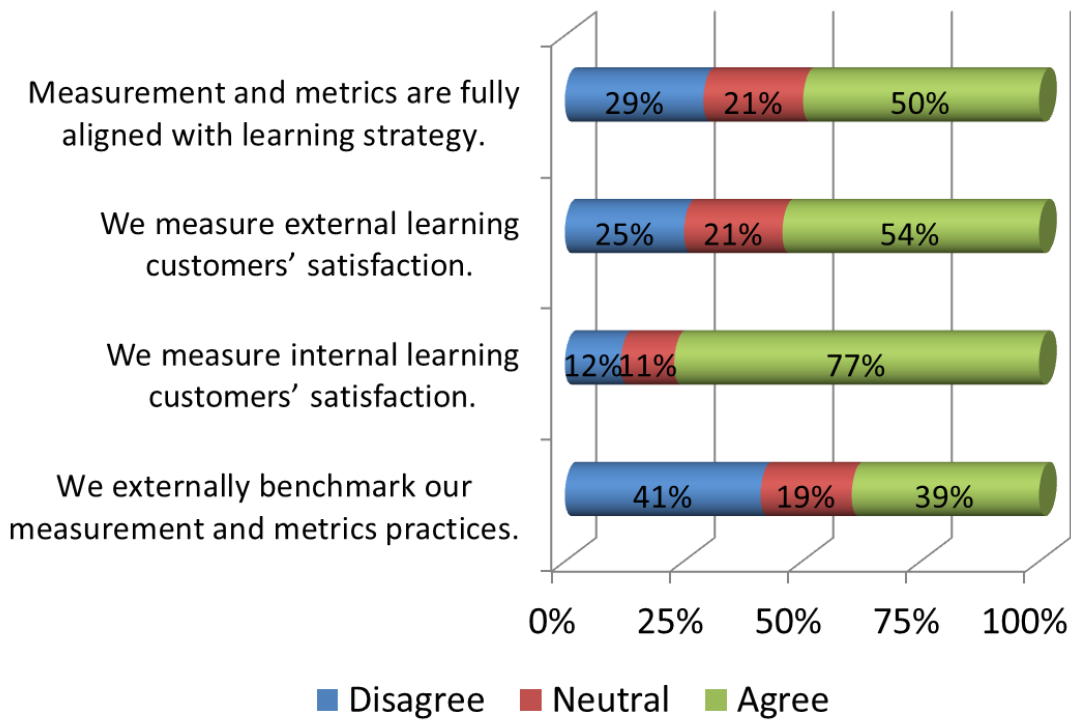 Measurement and metrics are fully
aligned with learning strategy.
29% 21% 50%
We measure external learning
customers’ satisfaction.
25% 21% 54%
We measure internal learning
customers’ satisfaction.
12% 11% 77%
We externally benchmark our
measurement and metrics practices.
41% 19% 39%
0% 25% 50% 75% 100%
Disagree Neutral Agree